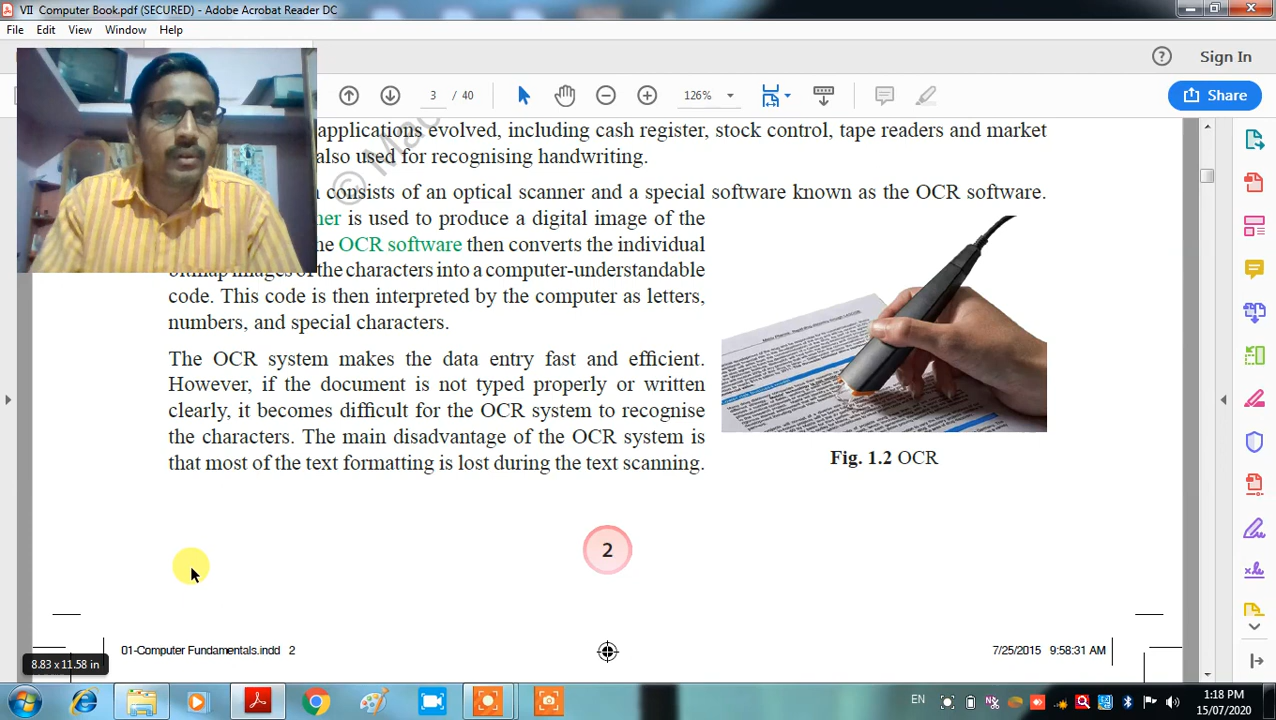 VII Computer Book.pdf (SECURED) - Adobe Acrobat Reader DC
File Edit View Window Help
Sign In
3 / 40
126%
Share
applications evolved, including cash register, stock control, tape readers and market
also used for recognising handwriting.
consists of an optical scanner and a special software known as the OCR software.
is used to produce a digital image of the
OCR software then converts the individual
bitmap images of the characters into a computer-understandable
code. This code is then interpreted by the computer as letters,
numbers, and special characters.
The OCR system makes the data entry fast and efficient.
However, if the document is not typed properly or written
clearly, it becomes difficult for the OCR system to recognise
the characters. The main disadvantage of the OCR system is
that most of the text formatting is lost during the text scanning.
Fig. 1.2 OCR
2
01-Computer Fundamentals.indd 2
7/25/2015 9:58:31 AM
8.83 x 11.58 in
EN
1:18 PM
15/07/2020